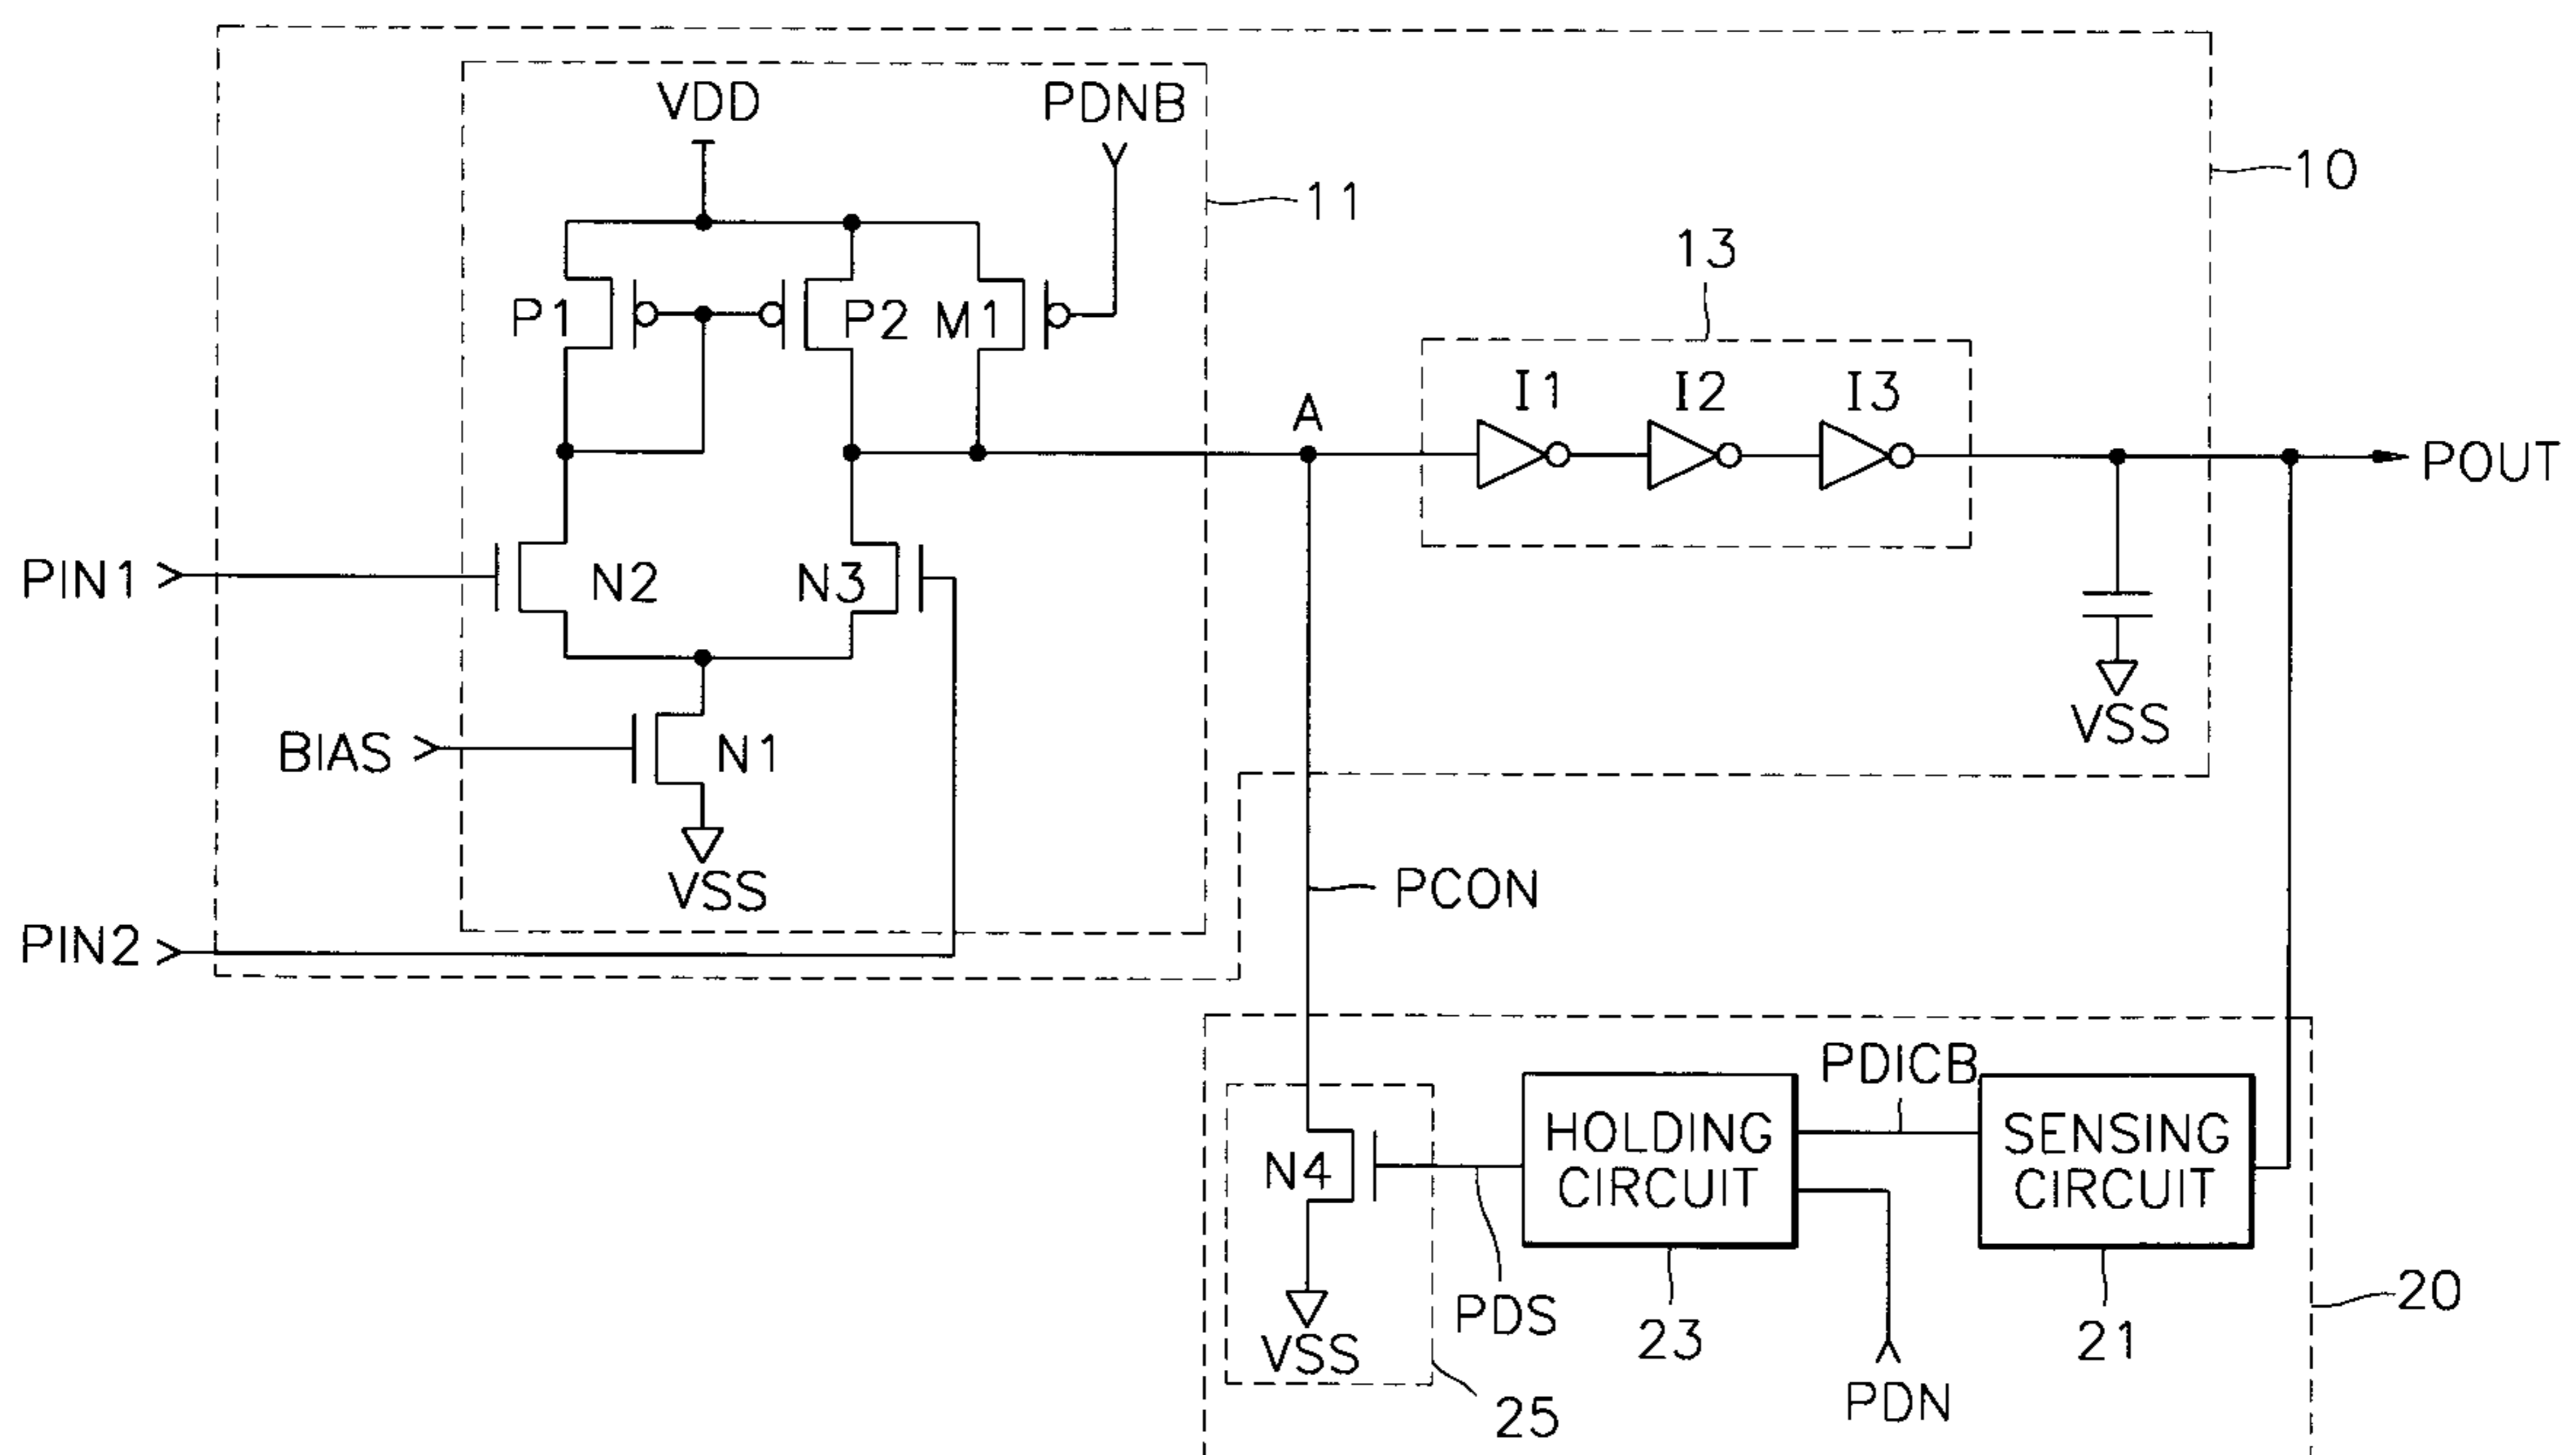 VDD
PDNB
10
11
13
P1
P2
M1
I1
I2
I3
A
POUT
PIN1
N2
N3
VSS
BIAS
N1
VSS
PCON
PIN2
PDICB
HOLDING
CIRCUIT
SENSING
CIRCUIT
N4
PDS
VSS
23
21
20
25
PDN